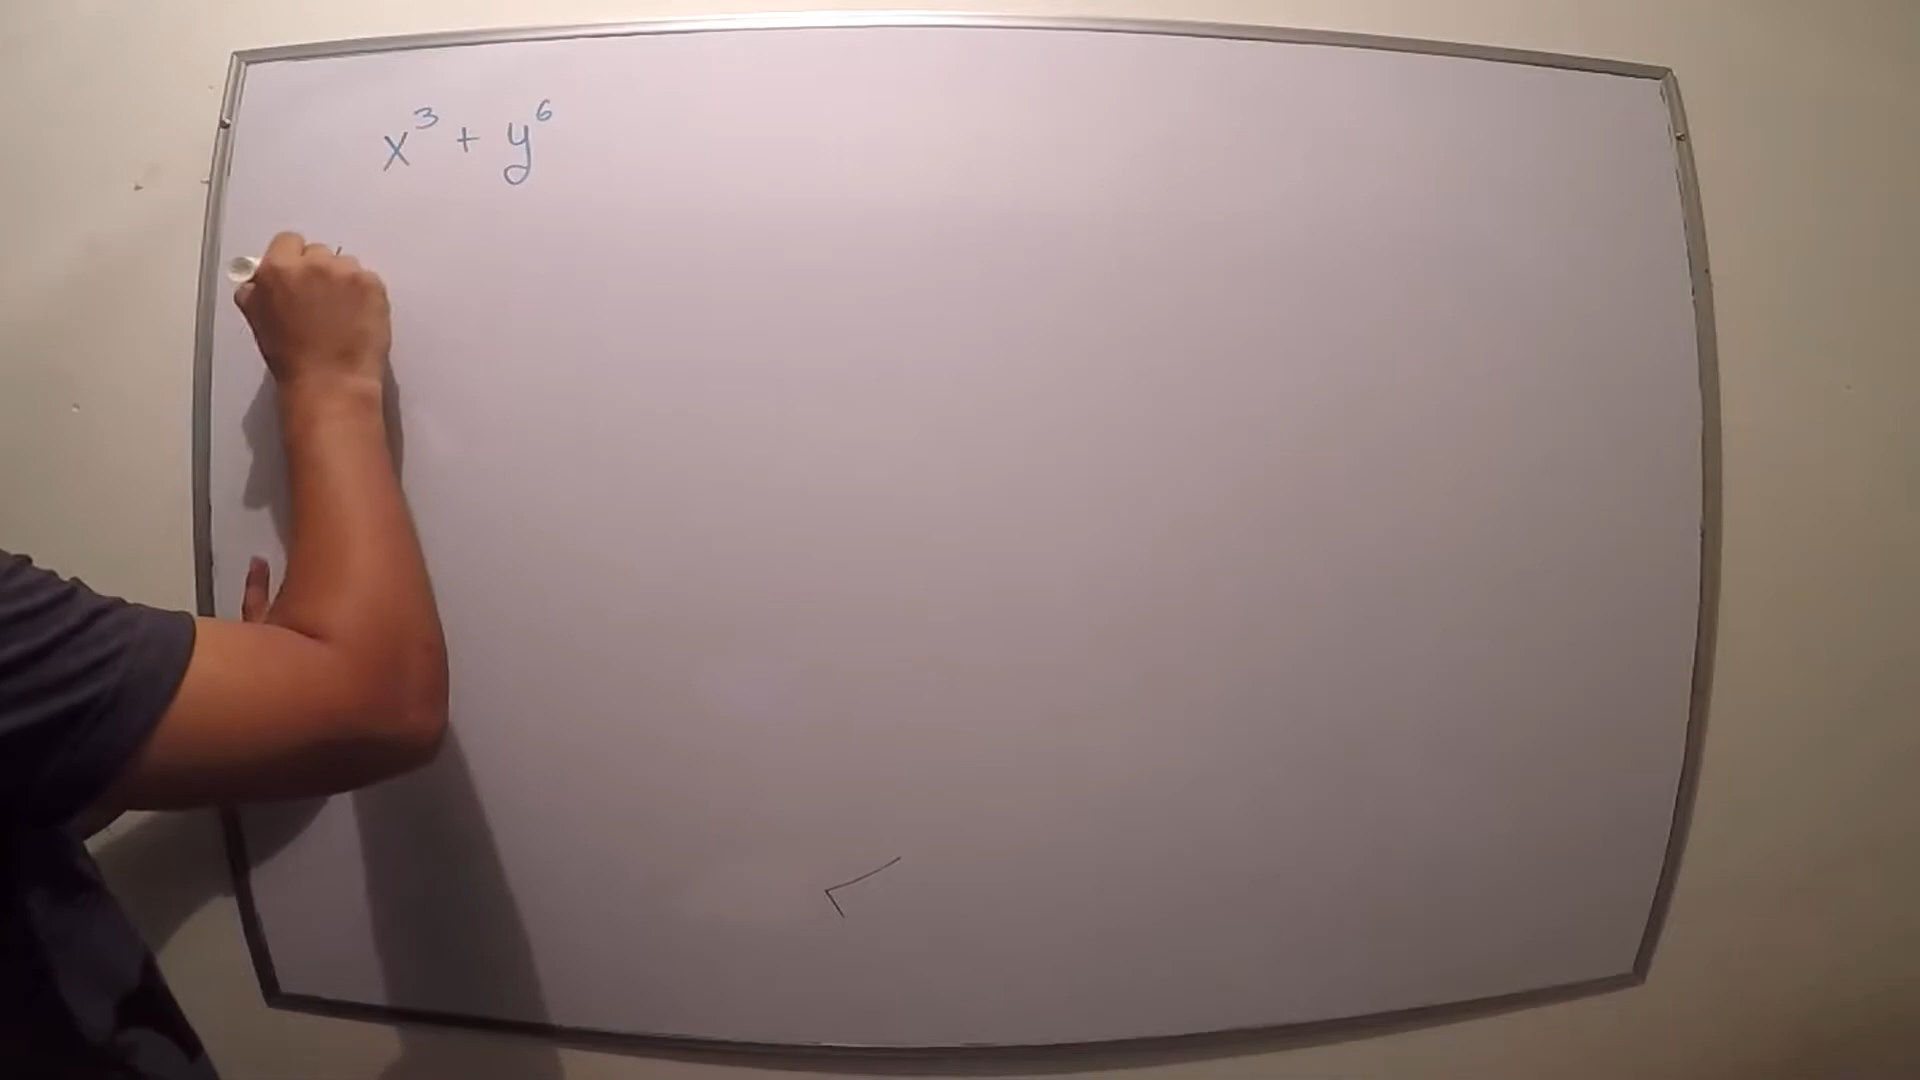 x³ + y⁶